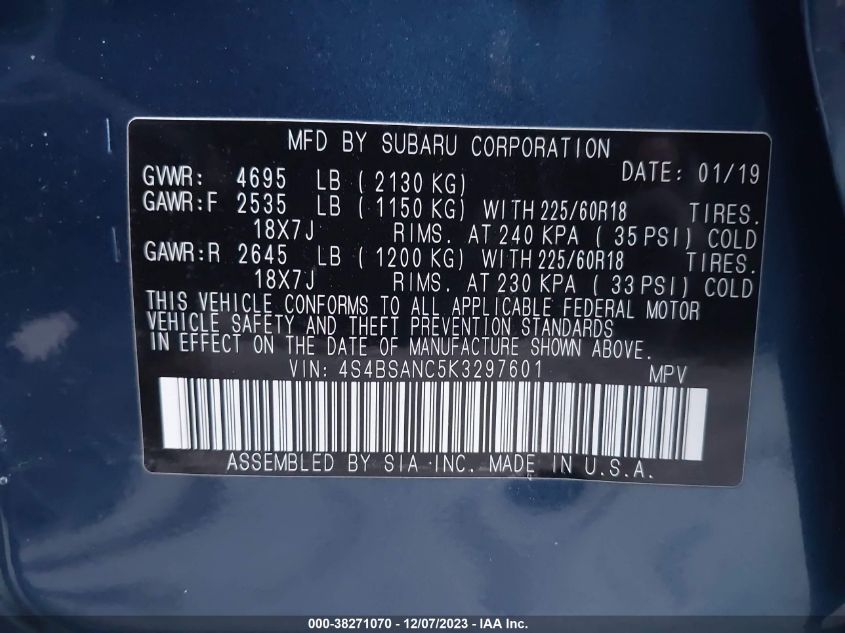 MFD BY SUBARU CORPORATION
GVWR: 4695 LB ( 2130 KG) DATE: 01/19
GAWR:F 2535 LB ( 1150 KG) WITH 225/60R18 TIRES.
18X7J RIMS. AT 240 KPA ( 35 PSI) COLD
GAWR:R 2645 LB ( 1200 KG) WITH 225/60R18 TIRES.
18X7J RIMS. AT 230 KPA ( 33 PSI) COLD
THIS VEHICLE CONFORMS TO ALL APPLICABLE FEDERAL MOTOR
VEHICLE SAFETY AND THEFT PREVENTION STANDARDS
IN EFFECT ON THE DATE OF MANUFACTURE SHOWN ABOVE.
VIN: 4S4BSANC5K3297601 MPV
ASSEMBLED BY SIA INC. MADE IN U.S.A.
000-38271070 - 12/07/2023 - IAA Inc.